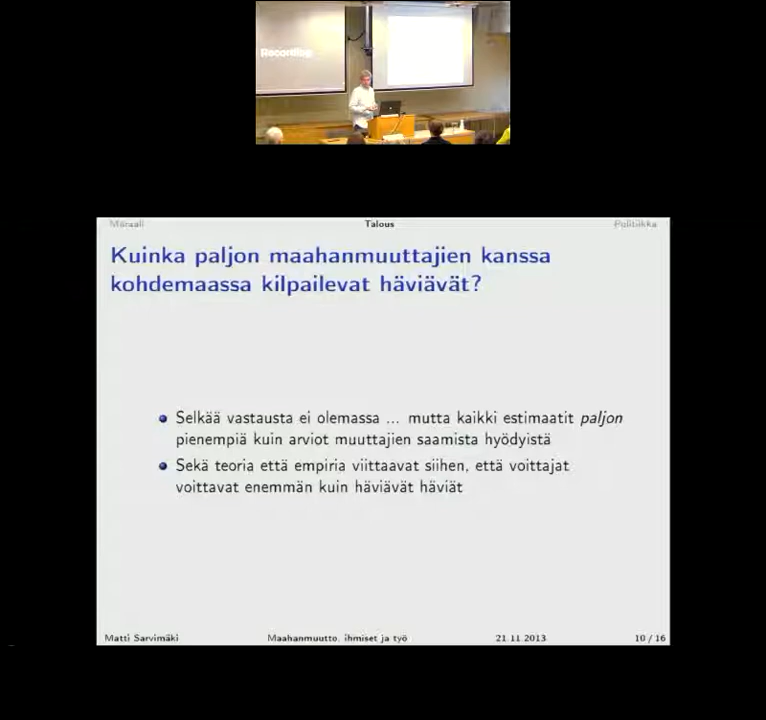 Recording
Moraali Talous Politiikka
Kuinka paljon maahanmuuttajien kanssa
kohdemaassa kilpailevat häviävät?
Selkää vastausta ei olemassa ... mutta kaikki estimaatit paljon
pienempiä kuin arviot muuttajien saamista hyödyistä
Sekä teoria että empiria viittaavat siihen, että voittajat
voittavat enemmän kuin häviävät häviät
Matti Sarvimäki Maahanmuutto, ihmiset ja työ 21.11.2013 10 / 16